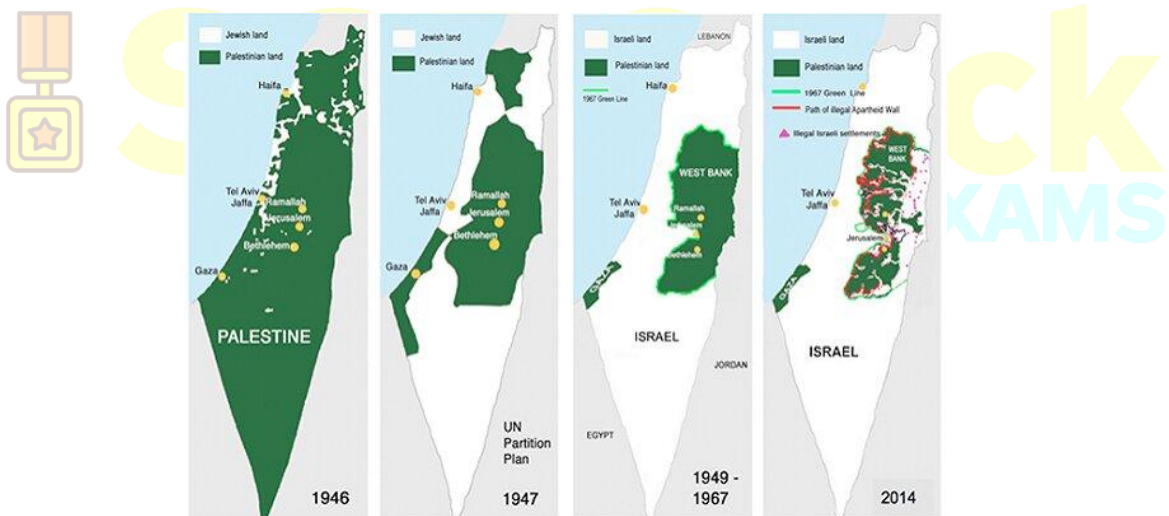 Jewish land
Palestinian land
Haifa
Tel Aviv
Jaffa
Ramallah
Jerusalem
Bethlehem
Gaza
PALESTINE
1946
Jewish land
Palestinian land
Haifa
Tel Aviv
Jaffa
Ramallah
Jerusalem
Bethlehem
Gaza
UN
Partition
Plan
1947
Israeli land
Palestinian land
1967 Green Line
LEBANON
Haifa
WEST BANK
Tel Aviv
Jaffa
Ramallah
Bethlehem
GAZA
ISRAEL
JORDAN
EGYPT
1949 -
1967
Israeli land
Palestinian land
1967 Green Line
Path of illegal Apartheid Wall
Illegal Israeli settlements
WEST
BANK
Tel Aviv
Jaffa
Jerusalem
GAZA
ISRAEL
2014